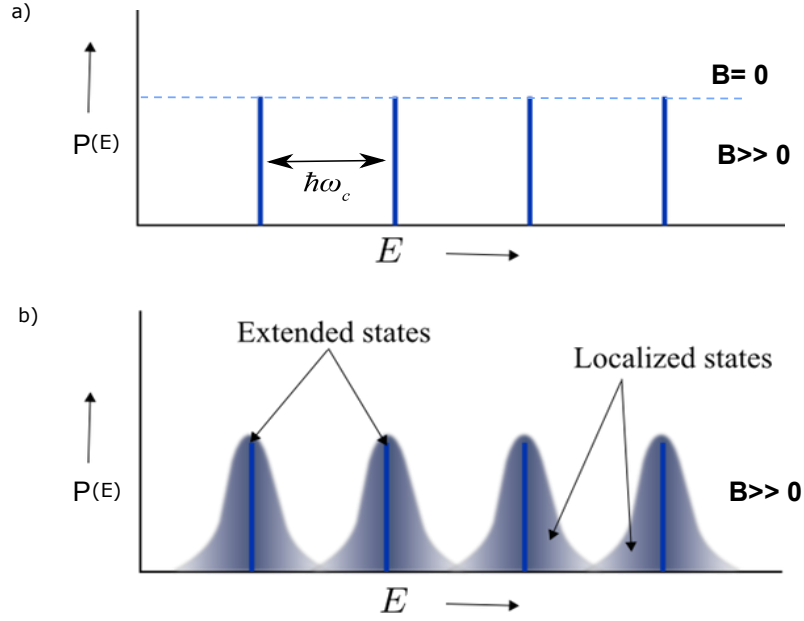 a)
B= 0
P(E)
B>> 0
ħω_c
E
b)
Extended states
Localized states
P(E)
B>> 0
E